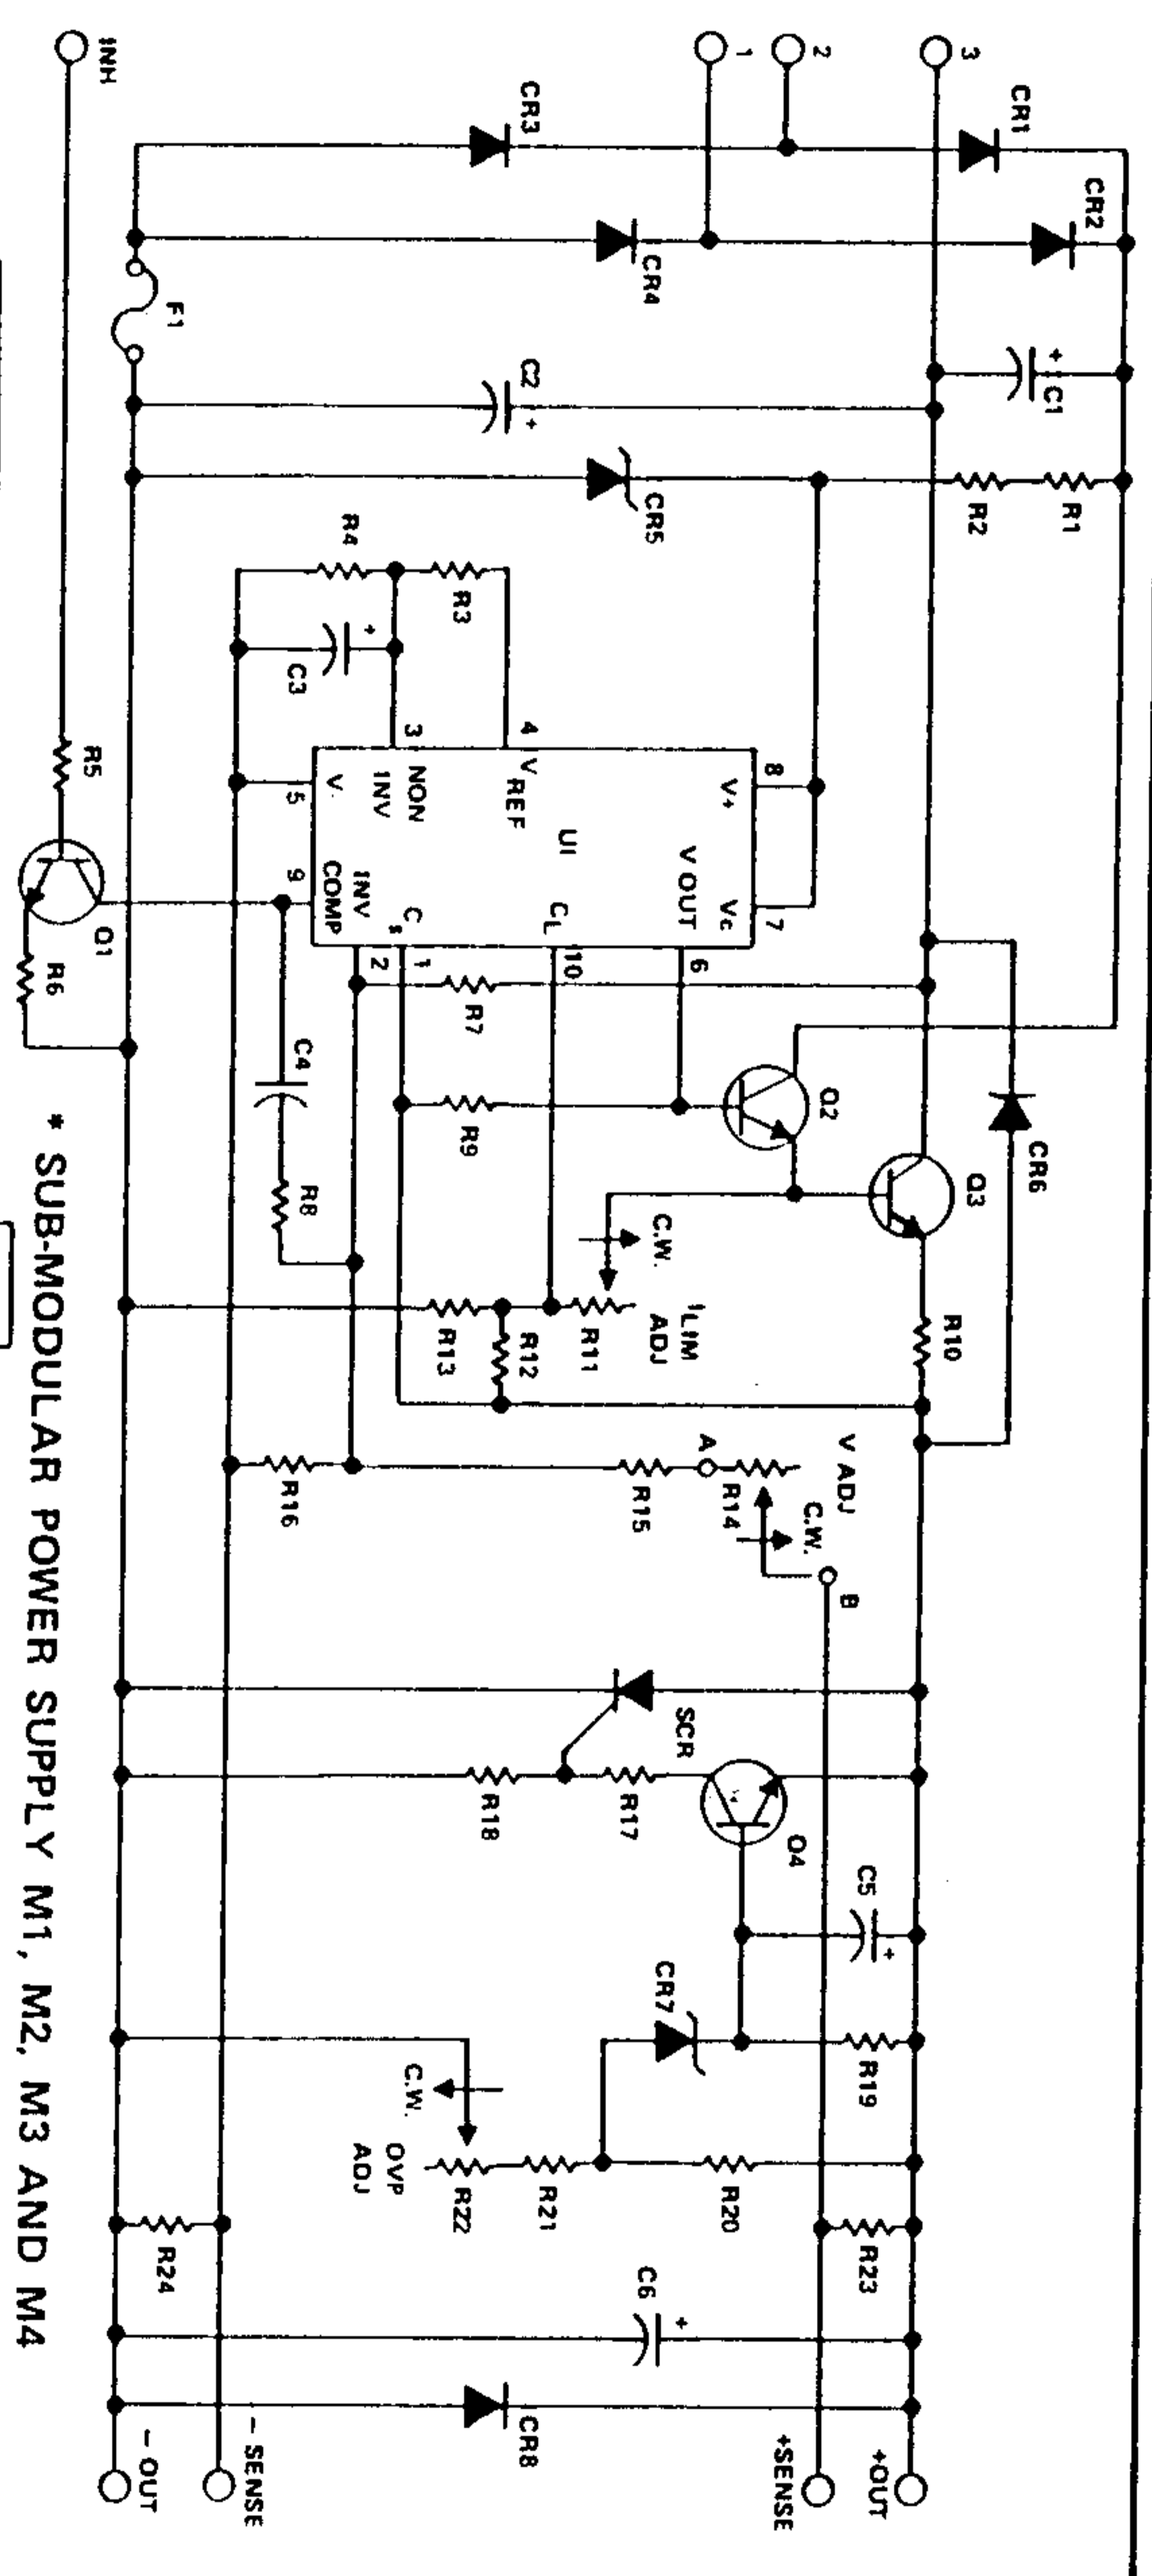 INH
1
2
3
CR3
CR1
CR2
CR4
F1
C2
+
+
C1
CR5
R2
R1
R4
R3
C3
+
R5
3
4
8
V-
5
NON
INV
V
REF
V+
U1
9
INV
COMP
C
s
C
L
V OUT
Vc
7
Q1
2
1
10
6
R6
R7
C4
R9
Q2
CR6
Q3
R8
C.W.
I LIM
ADJ
R13
R12
R11
R10
A
V ADJ
R16
R15
R14
C.W.
B
SCR
R18
R17
Q4
C5
+
CR7
R19
C.W.
OVP
ADJ
R22
R21
R20
R24
R23
C6
+
CR8
- OUT
- SENSE
+SENSE
+OUT
* SUB-MODULAR POWER SUPPLY M1, M2, M3 AND M4